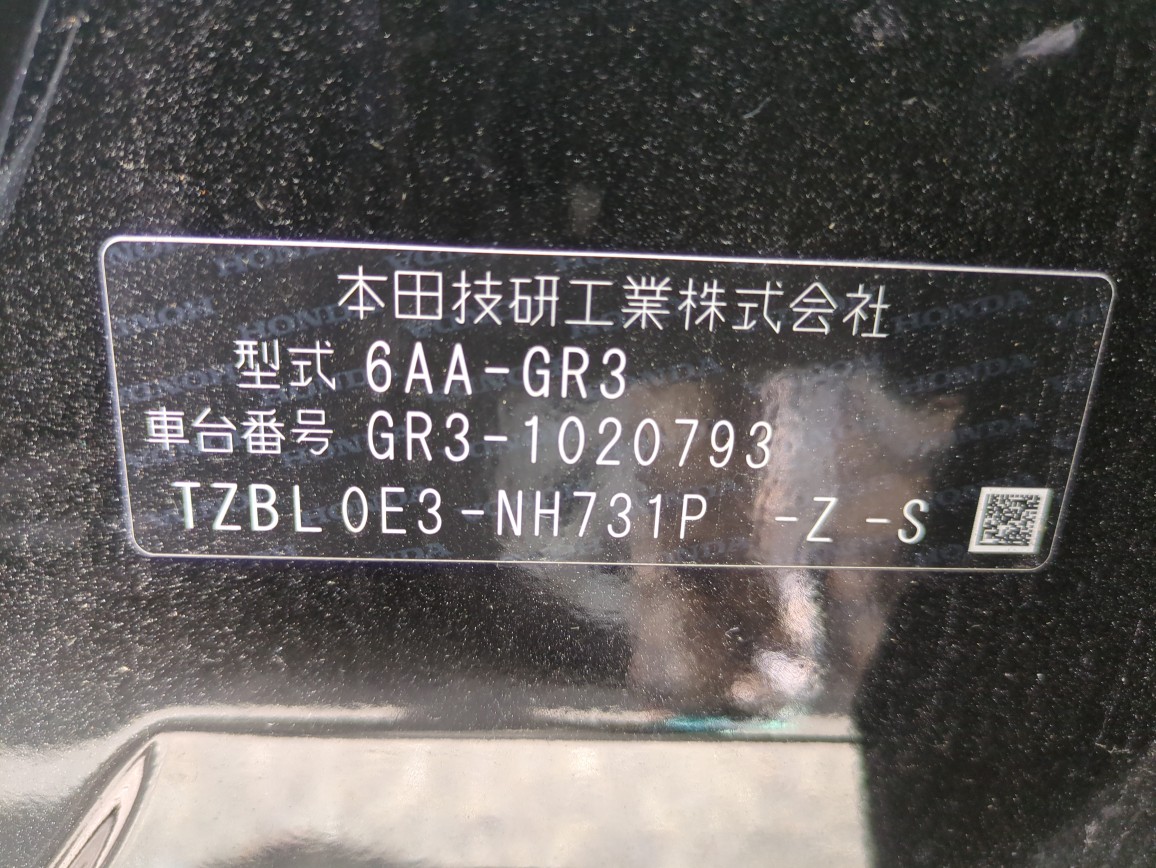 本田技研工業株式会社
型式 6AA-GR3
車台番号 GR3-1020793
TZBL0E3-NH731P -Z -S